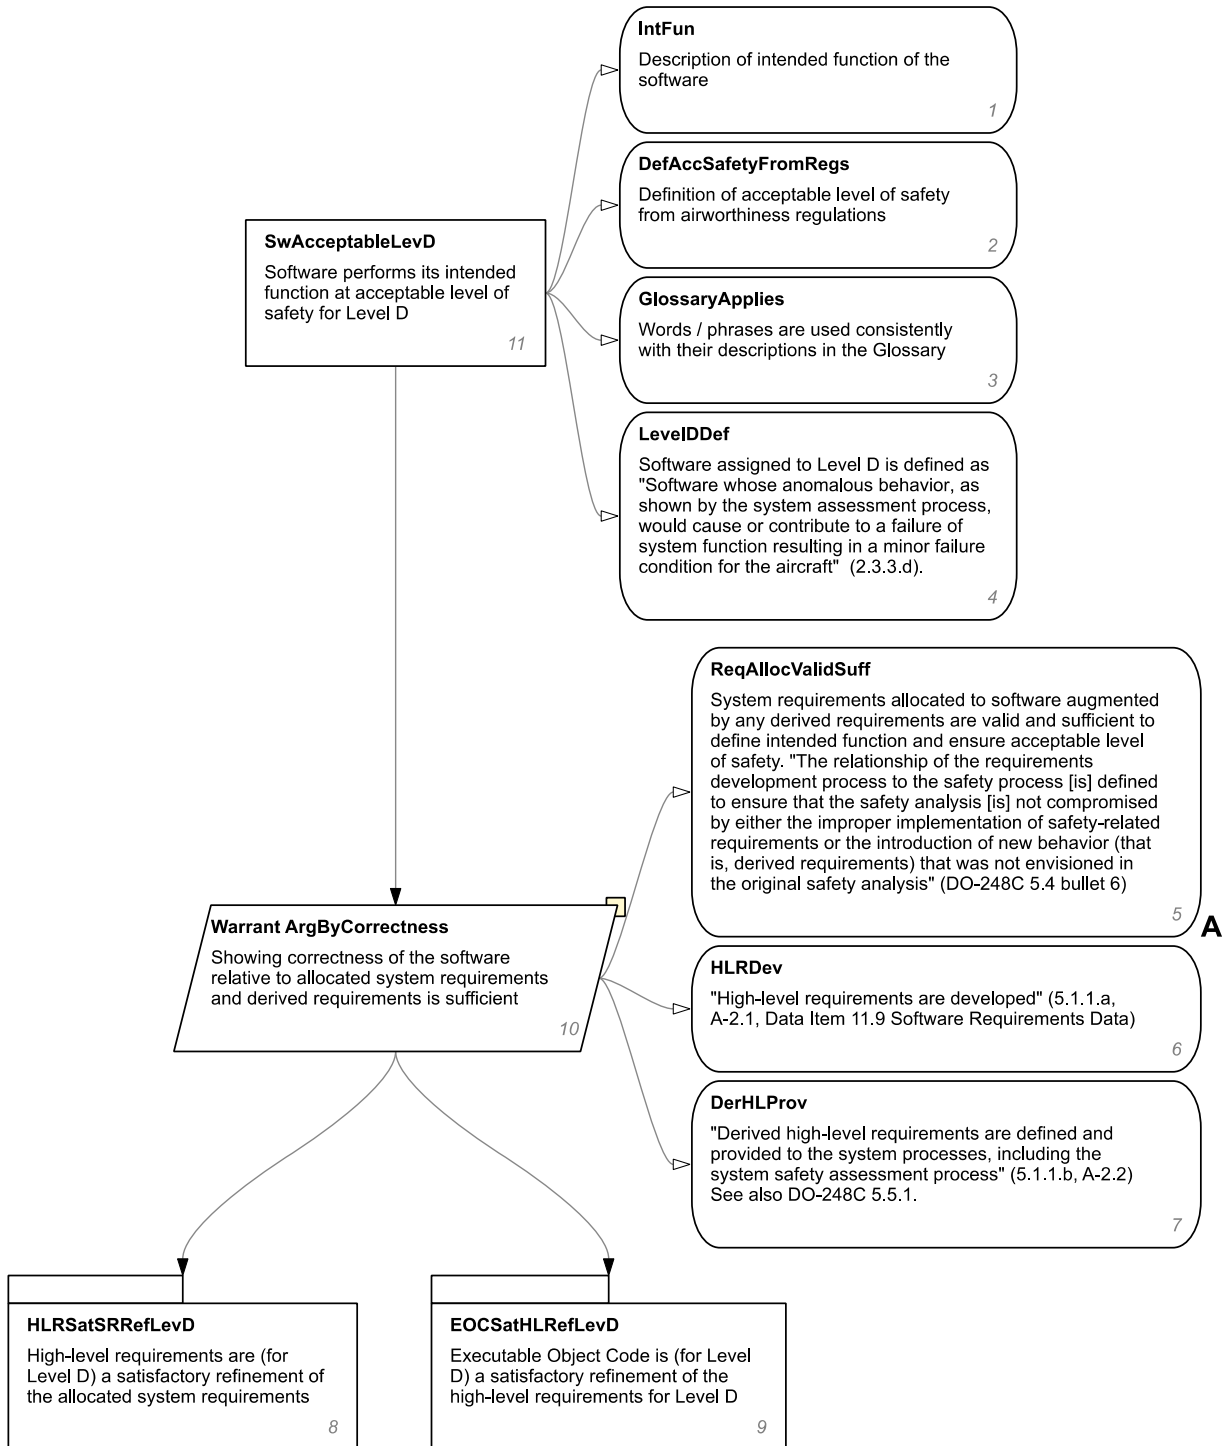 IntFun
Description of intended function of the
software
1
DefAccSafetyFromRegs
Definition of acceptable level of safety
from airworthiness regulations
2
SwAcceptableLevD
Software performs its intended
function at acceptable level of
safety for Level D
11
GlossaryApplies
Words / phrases are used consistently
with their descriptions in the Glossary
3
LevelDDef
Software assigned to Level D is defined as
"Software whose anomalous behavior, as
shown by the system assessment process,
would cause or contribute to a failure of
system function resulting in a minor failure
condition for the aircraft" (2.3.3.d).
4
ReqAllocValidSuff
System requirements allocated to software augmented
by any derived requirements are valid and sufficient to
define intended function and ensure acceptable level
of safety. "The relationship of the requirements
development process to the safety process [is] defined
to ensure that the safety analysis [is] not compromised
by either the improper implementation of safety-related
requirements or the introduction of new behavior (that
is, derived requirements) that was not envisioned in
the original safety analysis" (DO-248C 5.4 bullet 6)
5
A
Warrant ArgByCorrectness
Showing correctness of the software
relative to allocated system requirements
and derived requirements is sufficient
10
HLRDev
"High-level requirements are developed" (5.1.1.a,
A-2.1, Data Item 11.9 Software Requirements Data)
6
DerHLProv
"Derived high-level requirements are defined and
provided to the system processes, including the
system safety assessment process" (5.1.1.b, A-2.2)
See also DO-248C 5.5.1.
7
HLRSatSRRefLevD
High-level requirements are (for
Level D) a satisfactory refinement of
the allocated system requirements
8
EOCSatHLRefLevD
Executable Object Code is (for Level
D) a satisfactory refinement of the
high-level requirements for Level D
9